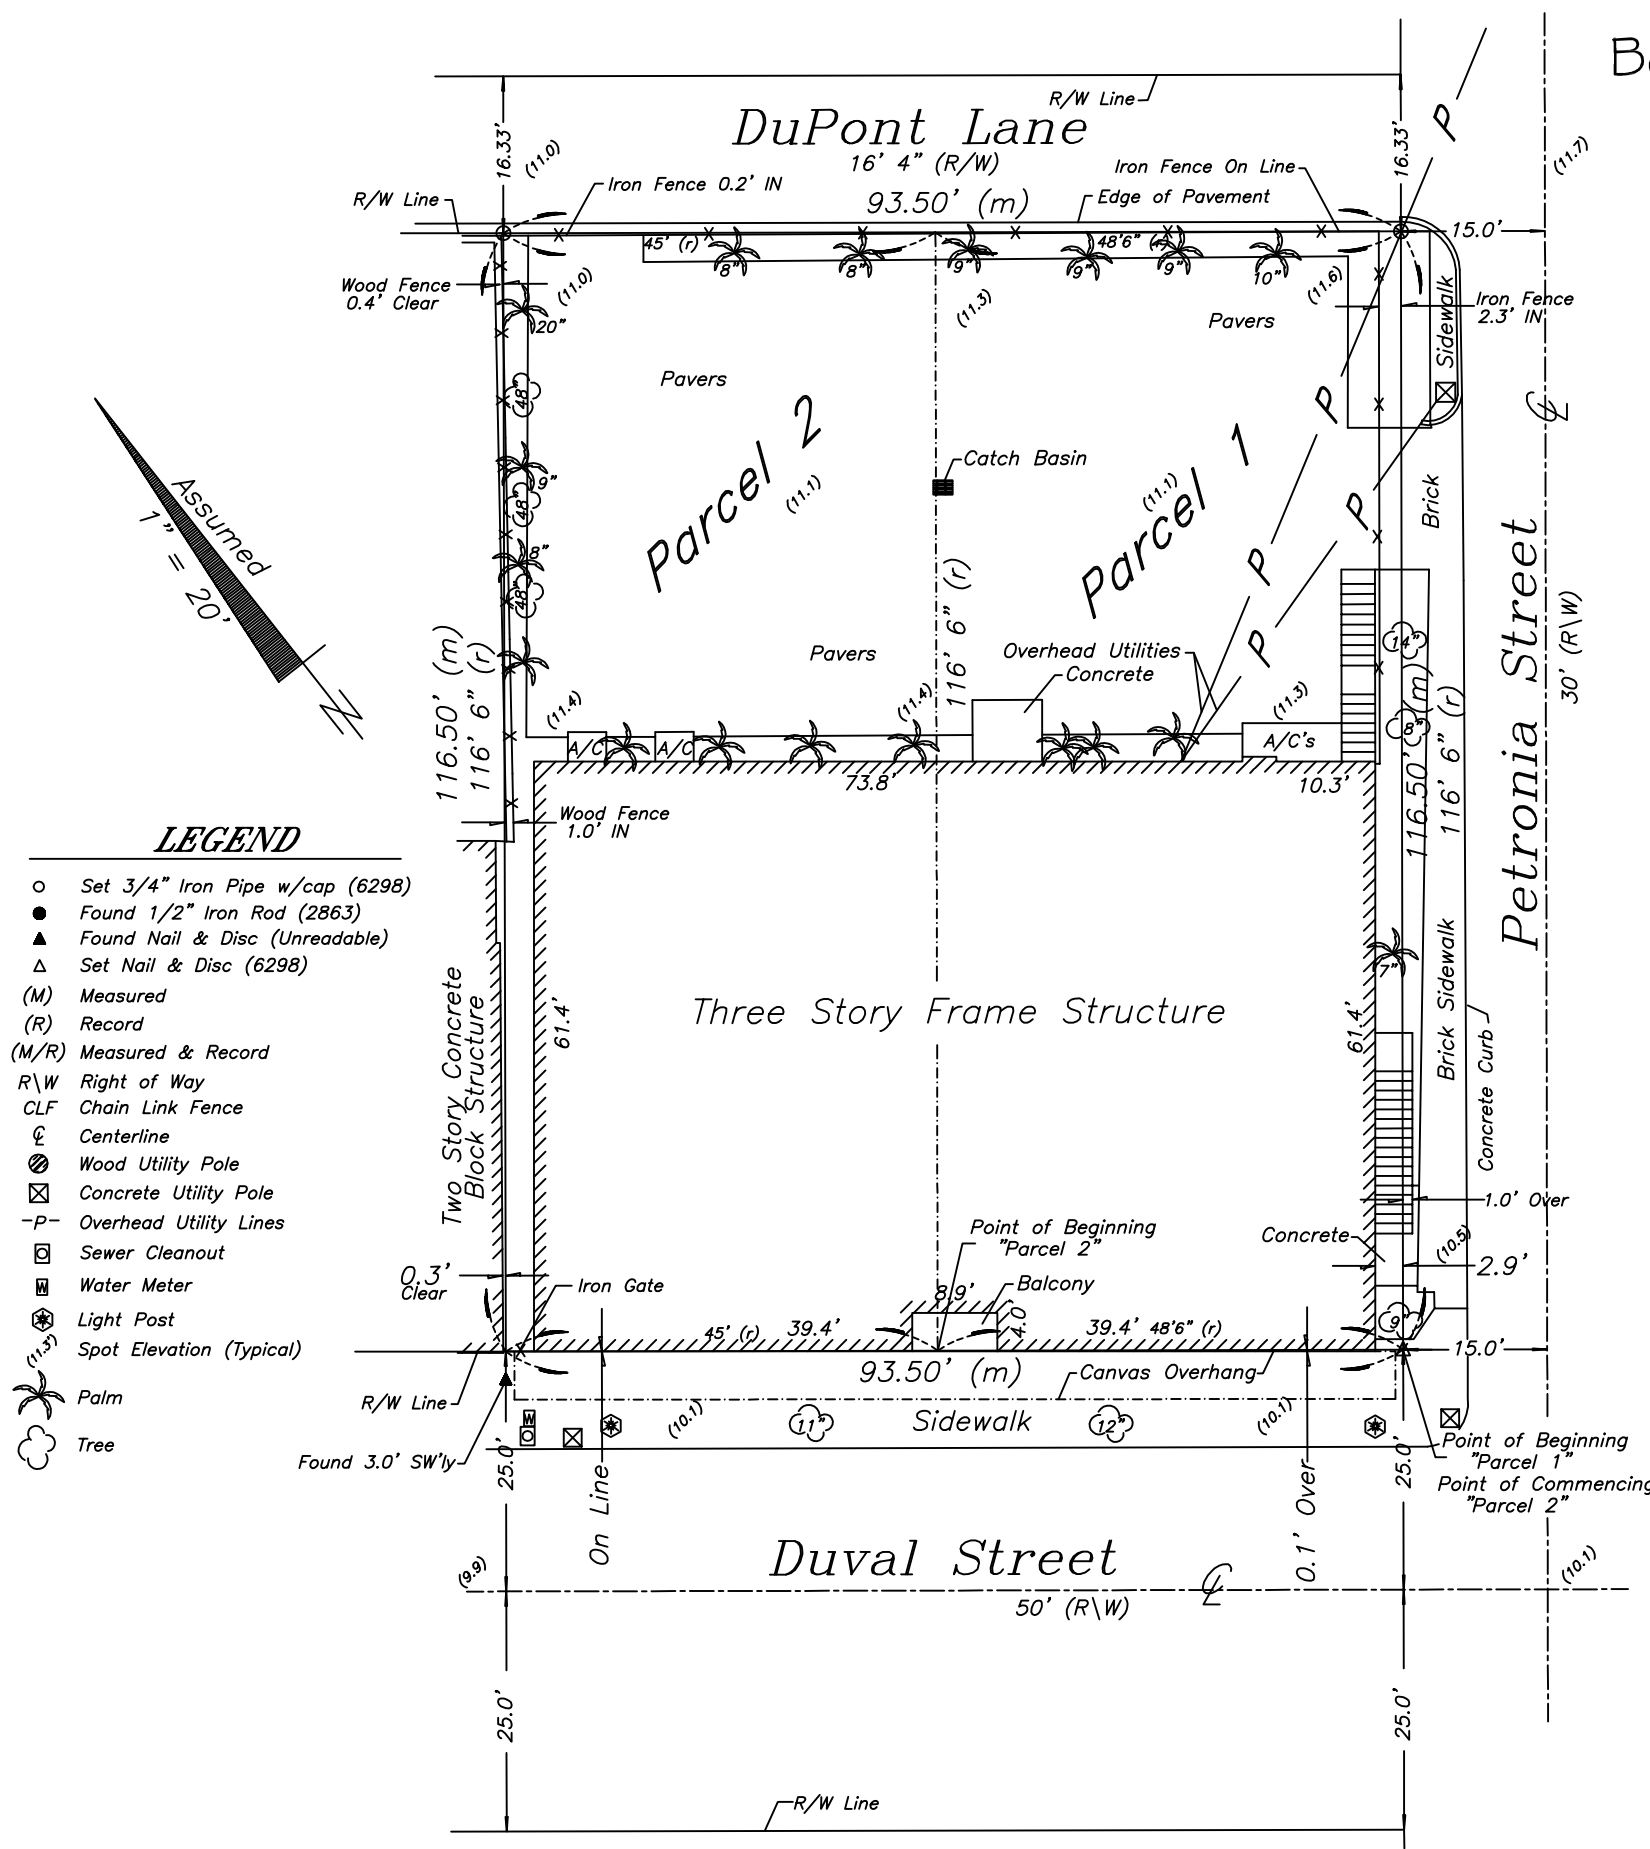 R/W Line
DuPont Lane
16' 4" (R/W)
93.50' (m)
16.33'
(11.0)
16.33'
P
(11.7)
R/W Line
Iron Fence 0.2' IN
Iron Fence On Line
Edge of Pavement
15.0'
45' (r)
48'6"
8"
8"
9"
9"
9"
10"
Wood Fence
0.4' Clear
(11.0)
20"
(11.3)
(11.6)
Pavers
Pavers
Sidewalk
Iron Fence
2.3' IN
48"
9"
48"
8"
48"
Parcel 2
(11.1)
Catch Basin
Parcel 1
(11.1)
P
P
P
P
Brick
℄
Assumed
1" = 20'
N
116.50' (m)
116' 6" (r)
116' 6" (r)
Pavers
Overhead Utilities
Concrete
(11.4)
(11.4)
(11.3)
A/C
A/C
A/C's
14"
8"
116.50' (m)
116' 6" (r)
Petronia Street
30' (R\W)
73.8'
10.3'
Wood Fence
1.0' IN
LEGEND
Set 3/4" Iron Pipe w/cap (6298)
Found 1/2" Iron Rod (2863)
Found Nail & Disc (Unreadable)
Set Nail & Disc (6298)
(M) Measured
(R) Record
(M/R) Measured & Record
R\W Right of Way
CLF Chain Link Fence
℄ Centerline
Wood Utility Pole
Concrete Utility Pole
-P- Overhead Utility Lines
Sewer Cleanout
W Water Meter
Light Post
(11.3') Spot Elevation (Typical)
Palm
Tree
Two Story Concrete
Block Structure
61.4'
Three Story Frame Structure
61.4'
7"
Brick Sidewalk
Concrete Curb
1.0' Over
Concrete
(10.5)
2.9'
Point of Beginning
"Parcel 2"
0.3'
Clear
Iron Gate
8.9'
Balcony
4.0
9"
45' (r)
39.4'
39.4'
48'6" (r)
15.0'
93.50' (m)
Canvas Overhang
R/W Line
W
(10.1)
11"
Sidewalk
12"
(10.1)
Found 3.0' SW'ly
25.0'
On Line
0.1' Over
25.0'
Point of Beginning
"Parcel 1"
Point of Commencing
"Parcel 2"
Duval Street
℄
50' (R\W)
(9.9)
(10.1)
25.0'
25.0'
R/W Line